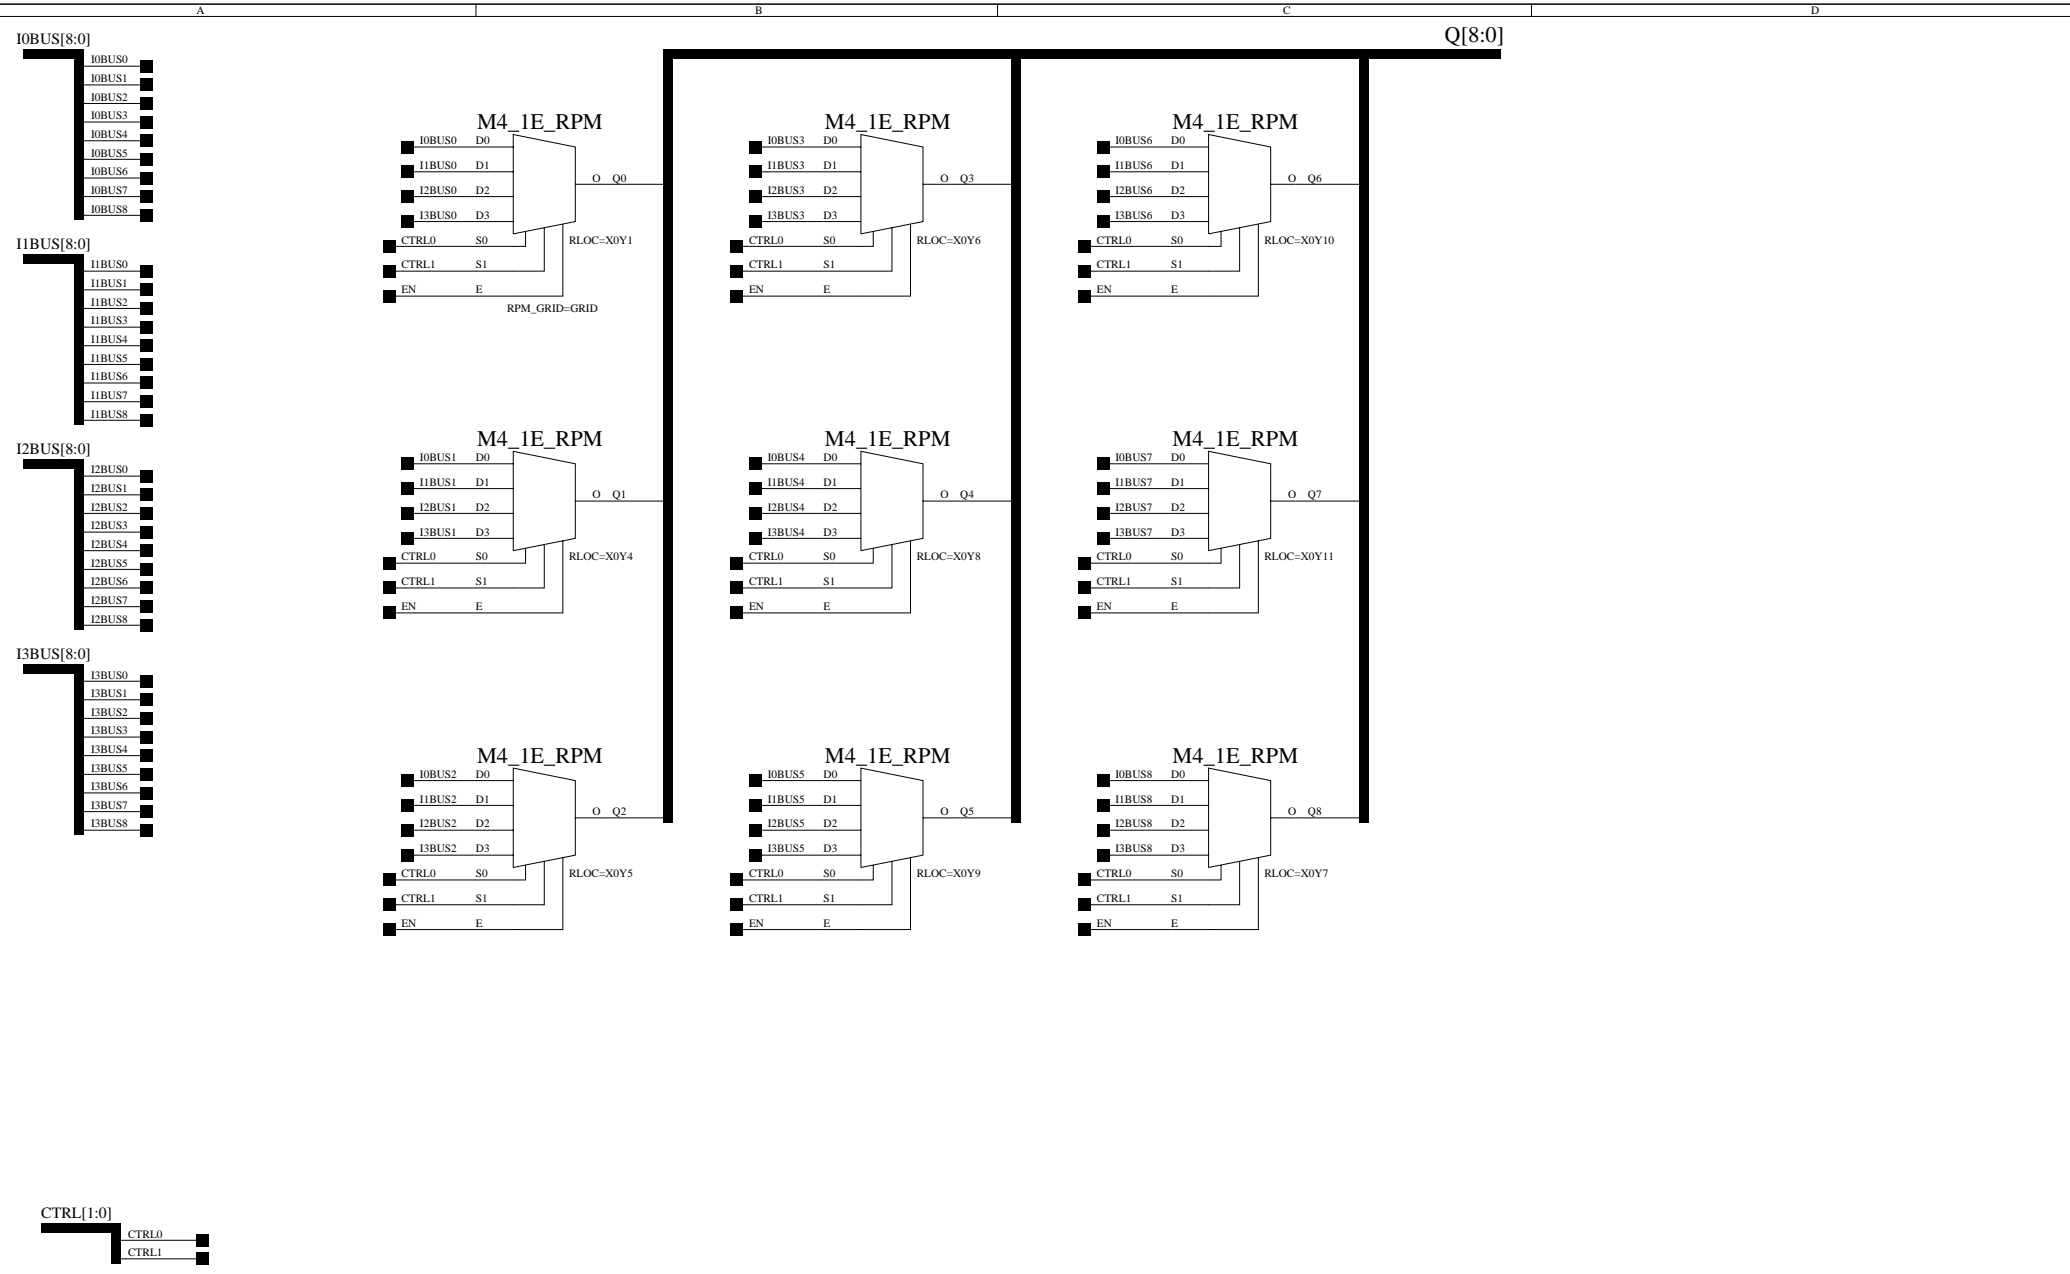 A B C D
I0BUS[8:0]
I0BUS0
I0BUS1
I0BUS2
I0BUS3
I0BUS4
I0BUS5
I0BUS6
I0BUS7
I0BUS8
I1BUS[8:0]
I1BUS0
I1BUS1
I1BUS2
I1BUS3
I1BUS4
I1BUS5
I1BUS6
I1BUS7
I1BUS8
I2BUS[8:0]
I2BUS0
I2BUS1
I2BUS2
I2BUS3
I2BUS4
I2BUS5
I2BUS6
I2BUS7
I2BUS8
I3BUS[8:0]
I3BUS0
I3BUS1
I3BUS2
I3BUS3
I3BUS4
I3BUS5
I3BUS6
I3BUS7
I3BUS8
CTRL[1:0]
CTRL0
CTRL1
Q[8:0]
M4_1E_RPM
I0BUS0 D0
I1BUS0 D1
O Q0
I2BUS0 D2
I3BUS0 D3
CTRL0 S0 RLOC=X0Y1
CTRL1 S1
EN E
RPM_GRID=GRID
M4_1E_RPM
I0BUS1 D0
I1BUS1 D1
O Q1
I2BUS1 D2
I3BUS1 D3
CTRL0 S0 RLOC=X0Y4
CTRL1 S1
EN E
M4_1E_RPM
I0BUS2 D0
I1BUS2 D1
O Q2
I2BUS2 D2
I3BUS2 D3
CTRL0 S0 RLOC=X0Y5
CTRL1 S1
EN E
M4_1E_RPM
I0BUS3 D0
I1BUS3 D1
O Q3
I2BUS3 D2
I3BUS3 D3
CTRL0 S0 RLOC=X0Y6
CTRL1 S1
EN E
M4_1E_RPM
I0BUS4 D0
I1BUS4 D1
O Q4
I2BUS4 D2
I3BUS4 D3
CTRL0 S0 RLOC=X0Y8
CTRL1 S1
EN E
M4_1E_RPM
I0BUS5 D0
I1BUS5 D1
O Q5
I2BUS5 D2
I3BUS5 D3
CTRL0 S0 RLOC=X0Y9
CTRL1 S1
EN E
M4_1E_RPM
I0BUS6 D0
I1BUS6 D1
O Q6
I2BUS6 D2
I3BUS6 D3
CTRL0 S0 RLOC=X0Y10
CTRL1 S1
EN E
M4_1E_RPM
I0BUS7 D0
I1BUS7 D1
O Q7
I2BUS7 D2
I3BUS7 D3
CTRL0 S0 RLOC=X0Y11
CTRL1 S1
EN E
M4_1E_RPM
I0BUS8 D0
I1BUS8 D1
O Q8
I2BUS8 D2
I3BUS8 D3
CTRL0 S0 RLOC=X0Y7
CTRL1 S1
EN E